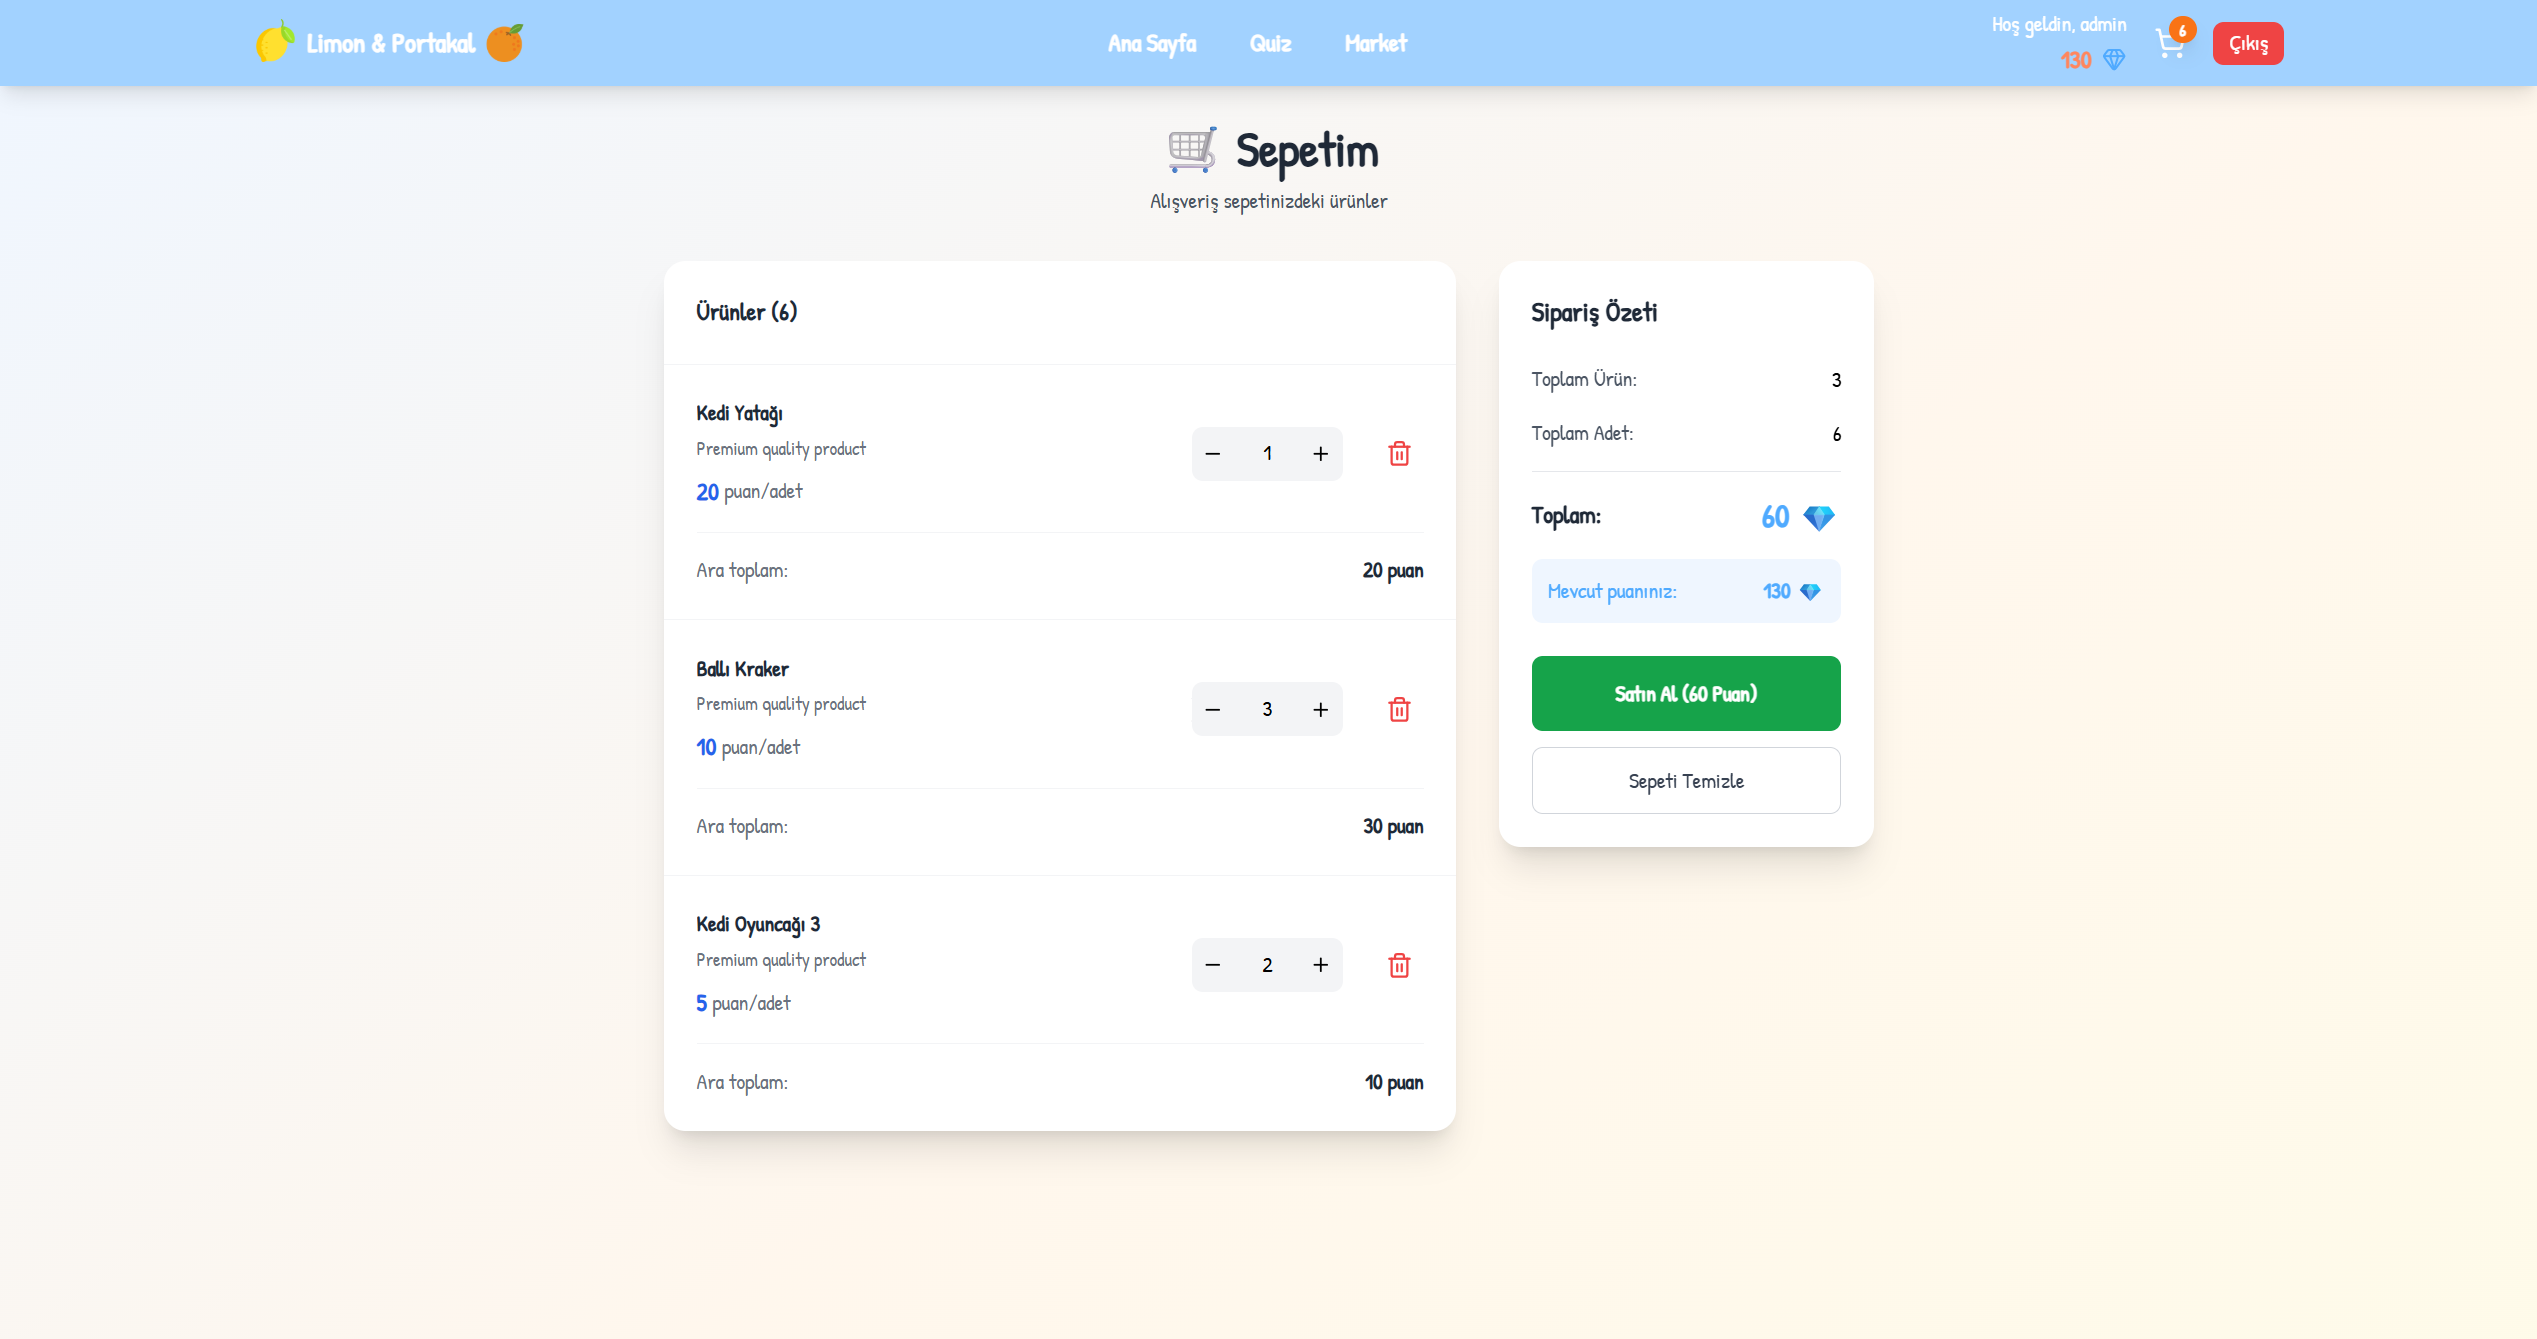 Limon & Portakal
Ana Sayfa Quiz Market
Hoş geldin, admin
130
6
Çıkış
Sepetim
Alışveriş sepetinizdeki ürünler
Ürünler (6)
Kedi Yatağı
Premium quality product
20 puan/adet
1
Ara toplam: 20 puan
Ballı Kraker
Premium quality product
10 puan/adet
3
Ara toplam: 30 puan
Kedi Oyuncağı 3
Premium quality product
5 puan/adet
2
Ara toplam: 10 puan
Sipariş Özeti
Toplam Ürün: 3
Toplam Adet: 6
Toplam: 60
Mevcut puanınız: 130
Satın Al (60 Puan)
Sepeti Temizle